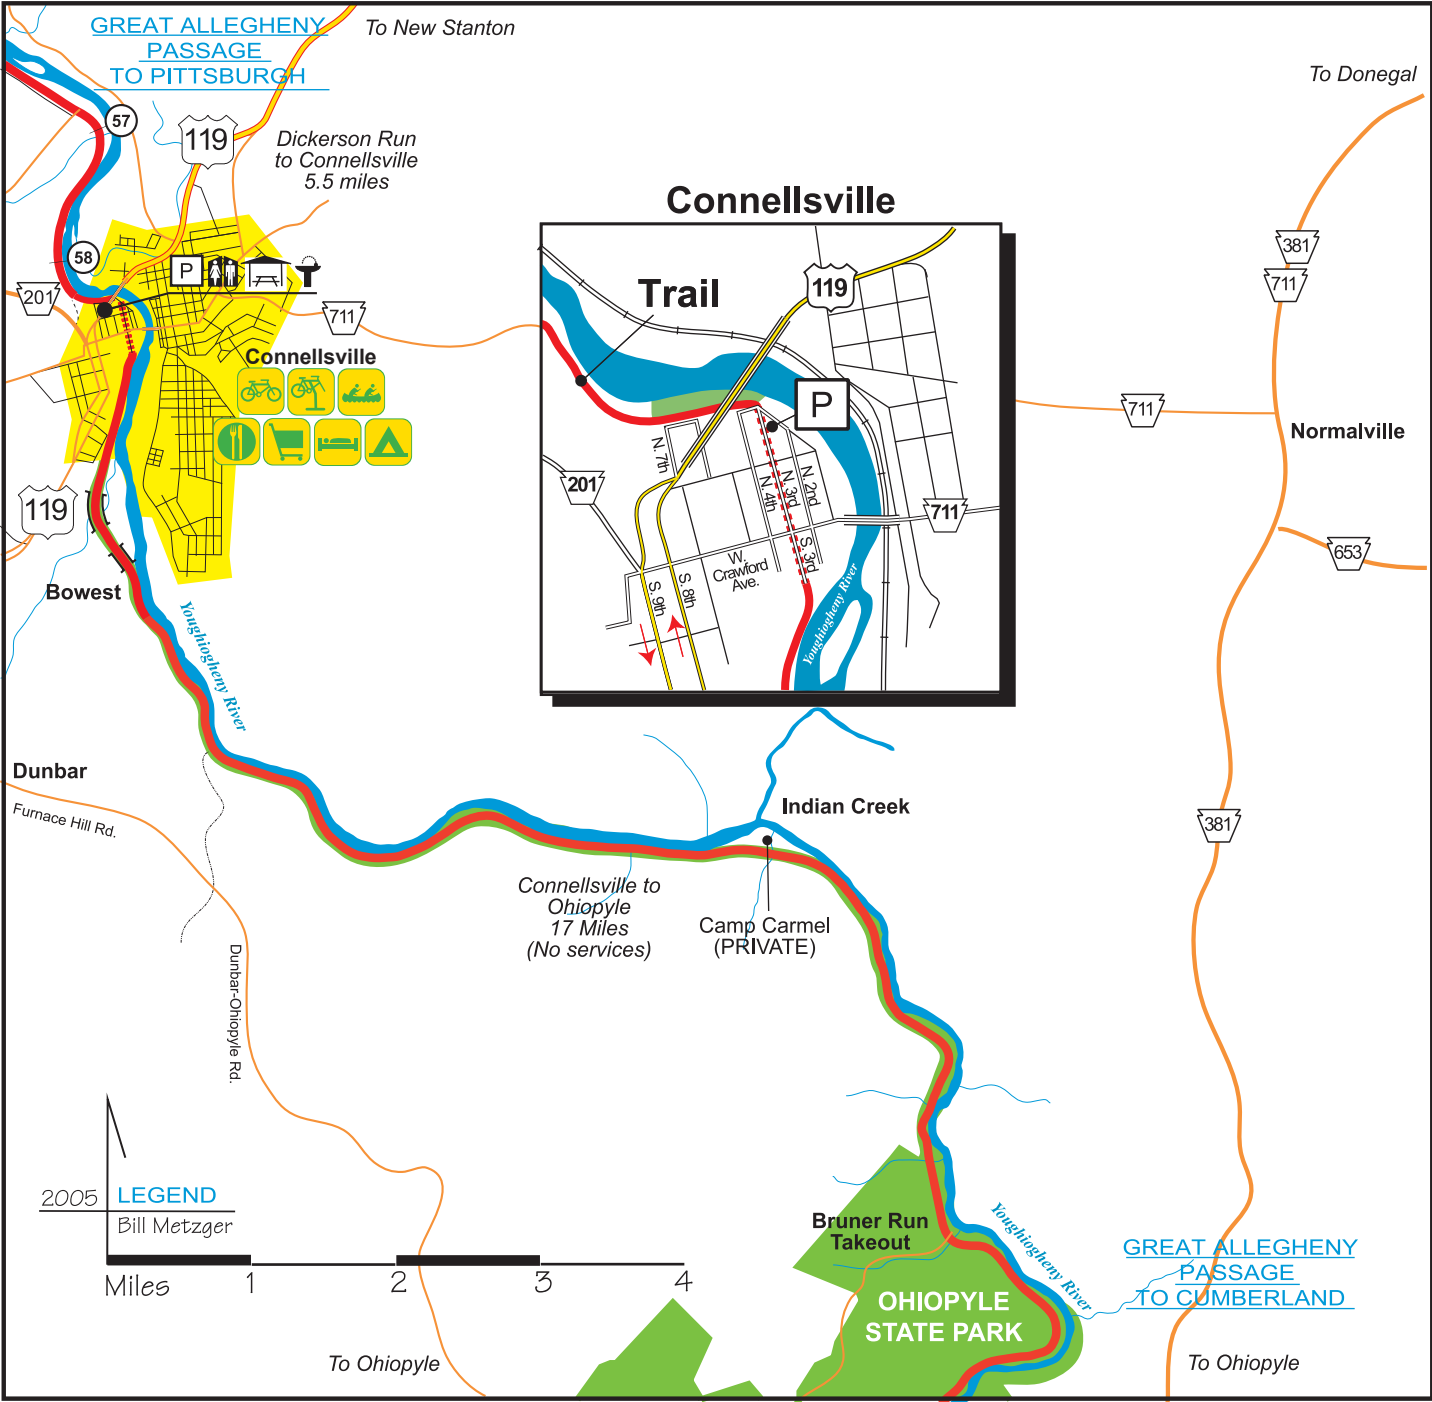 GREAT ALLEGHENY
PASSAGE
TO PITTSBURGH
To New Stanton
To Donegal
57
119
Dickerson Run
to Connellsville
5.5 miles
58
P
201
711
Connellsville
119
Bowest
Youghiogheny River
Connellsville
Trail
119
P
N. 7th
201
N. 4th
N. 3rd
N. 2nd
711
W.
Crawford
Ave.
S. 3rd
S. 9th
S. 8th
Youghiogheny River
381
711
711
Normalville
653
381
Dunbar
Furnace Hill Rd.
Dunbar-Ohiopyle Rd.
Indian Creek
Connellsville to
Ohiopyle
17 Miles
(No services)
Camp Carmel
(PRIVATE)
2005
LEGEND
Bill Metzger
Miles
1
2
3
4
Bruner Run
Takeout
Youghiogheny River
OHIOPYLE
STATE PARK
GREAT ALLEGHENY
PASSAGE
TO CUMBERLAND
To Ohiopyle
To Ohiopyle